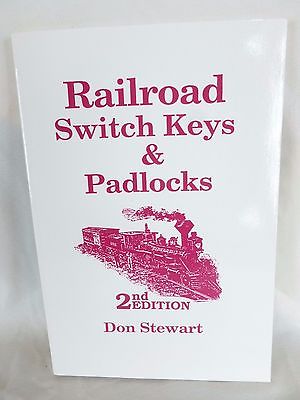 Railroad
Switch Keys
&
Padlocks
2nd EDITION
Don Stewart